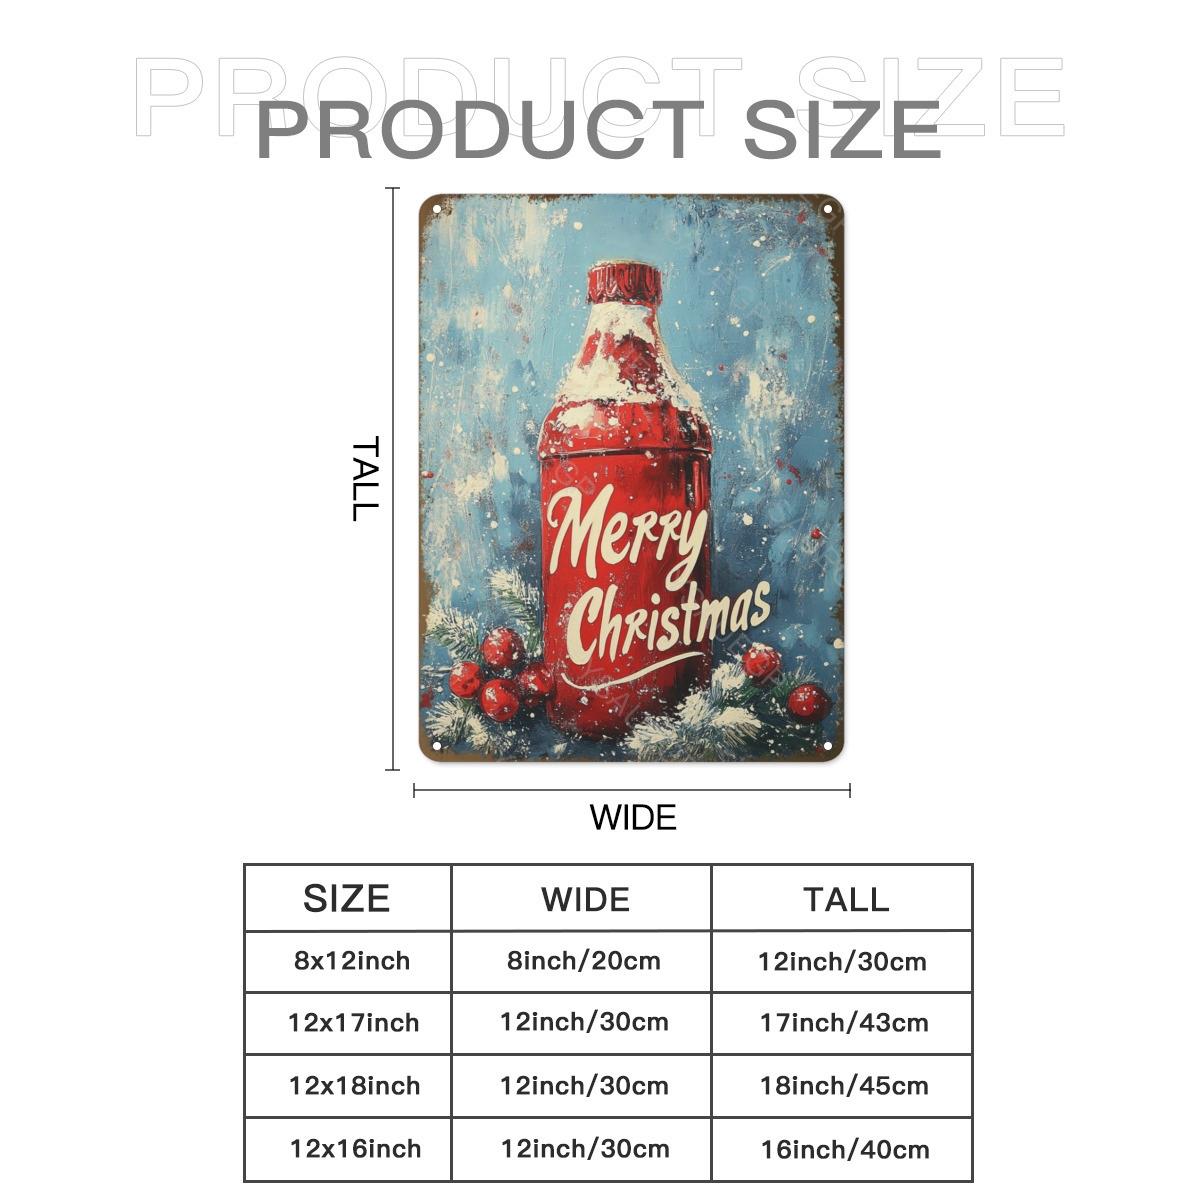 PRODUCT SIZE
PRODUCT SIZE
TALL
Merry
Christmas
WIDE
SIZE WIDE TALL
8x12inch 8inch/20cm 12inch/30cm
12x17inch 12inch/30cm 17inch/43cm
12x18inch 12inch/30cm 18inch/45cm
12x16inch 12inch/30cm 16inch/40cm